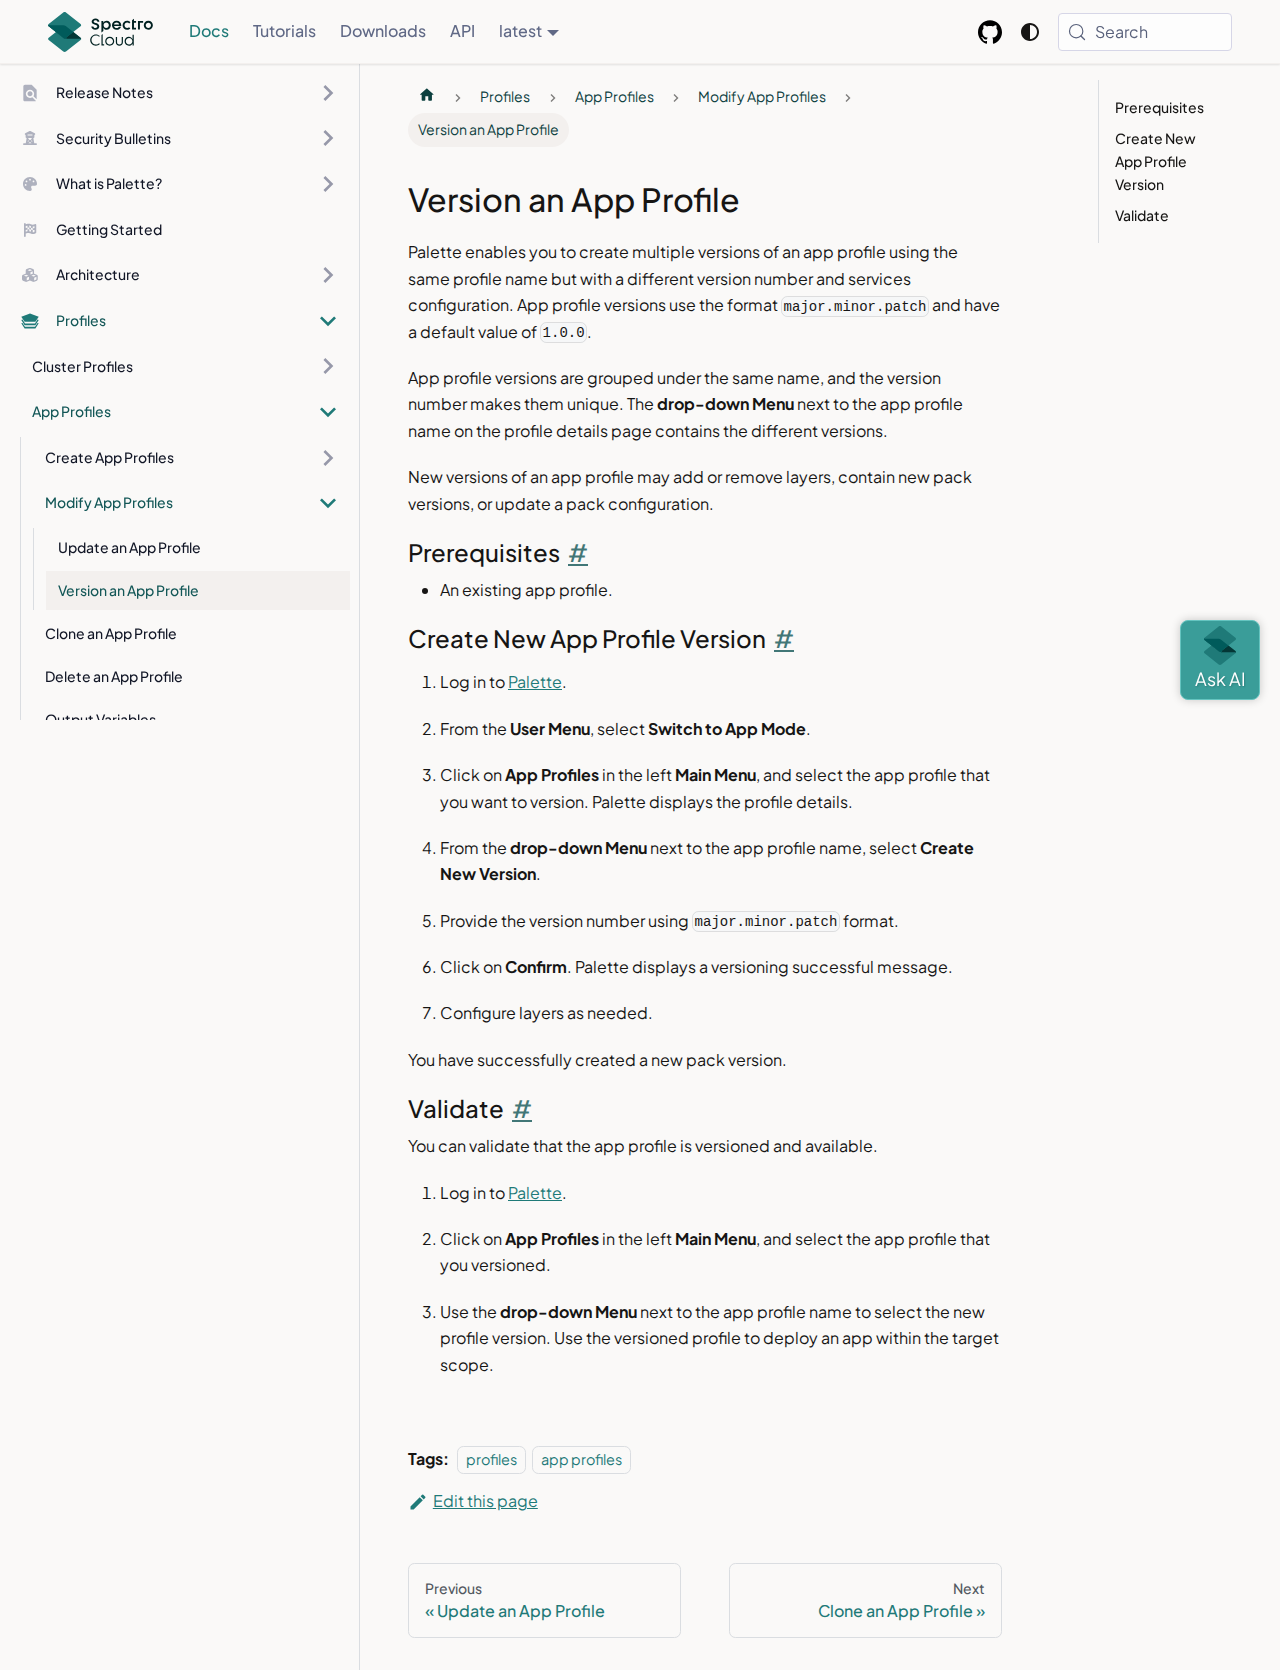 Spectro Cloud
Docs
Tutorials
Downloads
API
latest
Search
Release Notes
Security Bulletins
What is Palette?
Getting Started
Architecture
Profiles
Cluster Profiles
App Profiles
Create App Profiles
Modify App Profiles
Update an App Profile
Version an App Profile
Clone an App Profile
Delete an App Profile
Output Variables
Profiles
App Profiles
Modify App Profiles
Version an App Profile
Version an App Profile
Palette enables you to create multiple versions of an app profile using the
same profile name but with a different version number and services
configuration. App profile versions use the format major.minor.patch and have
a default value of 1.0.0.
App profile versions are grouped under the same name, and the version
number makes them unique. The drop-down Menu next to the app profile
name on the profile details page contains the different versions.
New versions of an app profile may add or remove layers, contain new pack
versions, or update a pack configuration.
Prerequisites #
• An existing app profile.
Create New App Profile Version #
1. Log in to Palette.
2. From the User Menu, select Switch to App Mode.
3. Click on App Profiles in the left Main Menu, and select the app profile that
you want to version. Palette displays the profile details.
4. From the drop-down Menu next to the app profile name, select Create
New Version.
5. Provide the version number using major.minor.patch format.
6. Click on Confirm. Palette displays a versioning successful message.
7. Configure layers as needed.
You have successfully created a new pack version.
Validate #
You can validate that the app profile is versioned and available.
1. Log in to Palette.
2. Click on App Profiles in the left Main Menu, and select the app profile that
you versioned.
3. Use the drop-down Menu next to the app profile name to select the new
profile version. Use the versioned profile to deploy an app within the target
scope.
Tags: profiles app profiles
Edit this page
Previous
« Update an App Profile
Next
Clone an App Profile »
Prerequisites
Create New
App Profile
Version
Validate
Ask AI